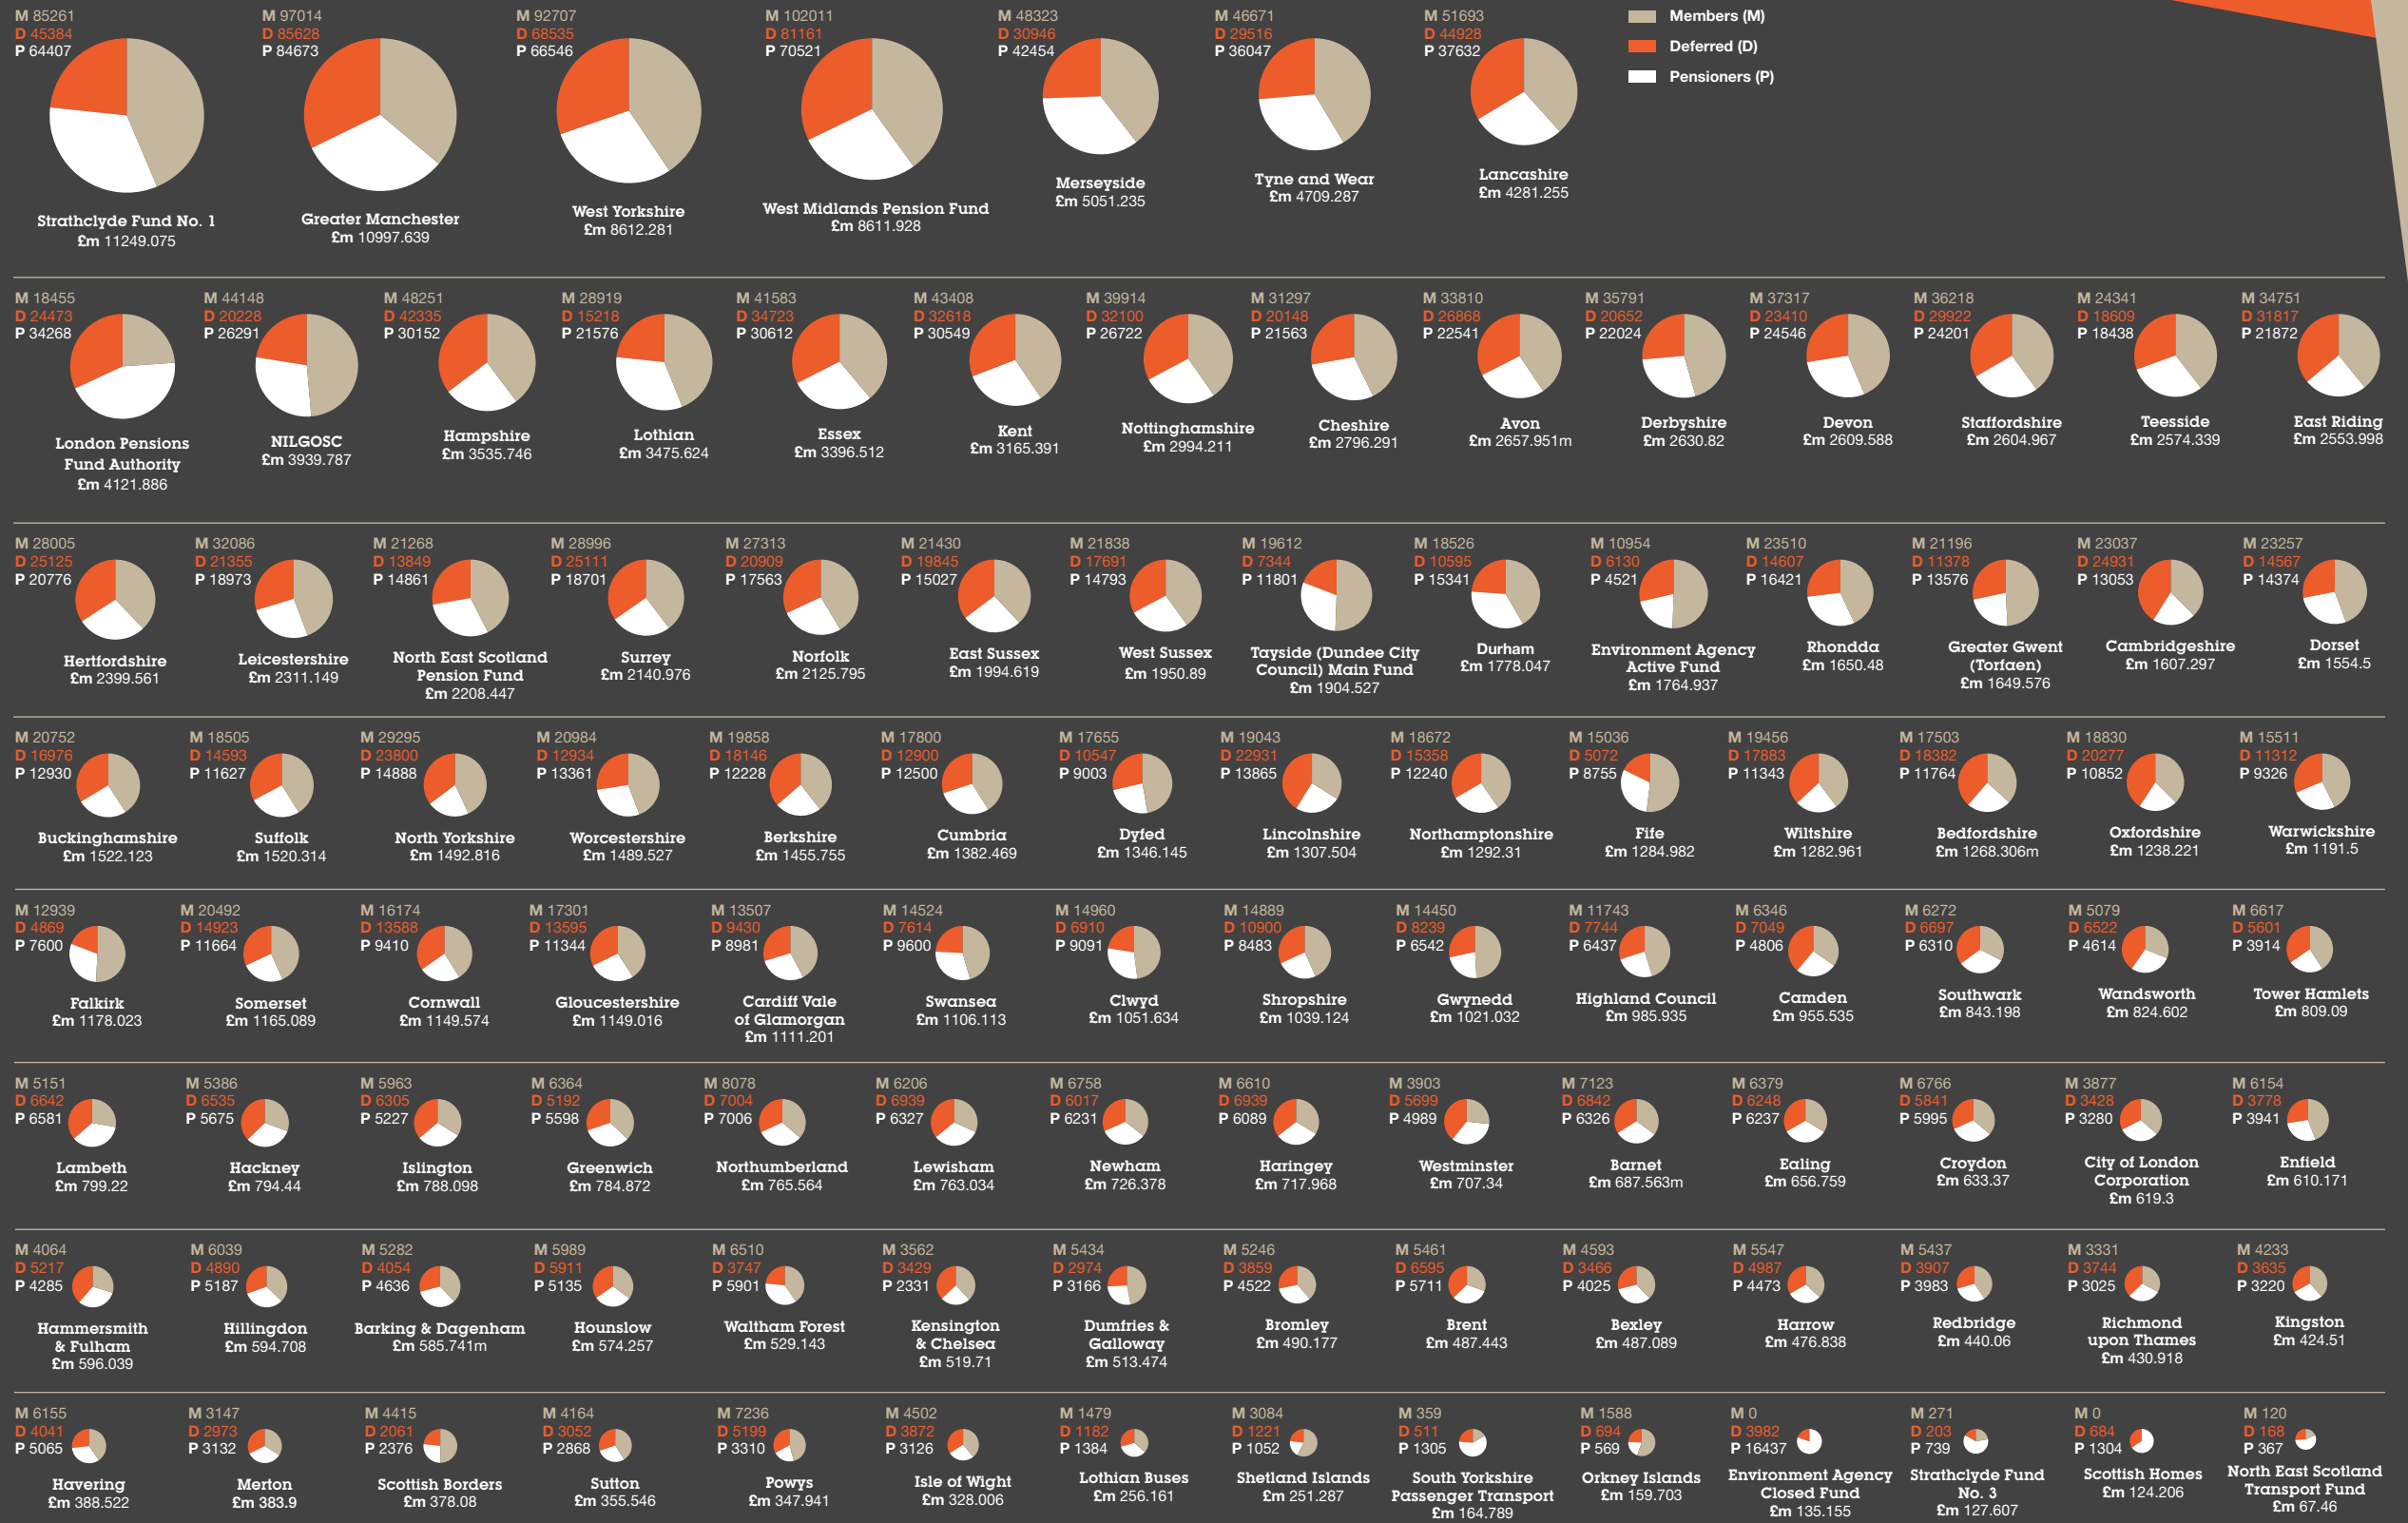 M 85261
D 45384
P 64407
Strathclyde Fund No. 1
£m 11249.075
M 97014
D 85628
P 84673
Greater Manchester
£m 10997.639
M 92707
D 68535
P 66546
West Yorkshire
£m 8612.281
M 102011
D 81161
P 70521
West Midlands Pension Fund
£m 8611.928
M 48323
D 30946
P 42454
Merseyside
£m 5051.235
M 46671
D 29516
P 36047
Tyne and Wear
£m 4709.287
M 51693
D 44928
P 37632
Lancashire
£m 4281.255
Members (M)
Deferred (D)
Pensioners (P)
M 18455
D 24473
P 34268
London Pensions
Fund Authority
£m 4121.886
M 44148
D 20228
P 26291
NILGOSC
£m 3939.787
M 48251
D 42335
P 30152
Hampshire
£m 3535.746
M 28919
D 15218
P 21576
Lothian
£m 3475.624
M 41583
D 34723
P 30612
Essex
£m 3396.512
M 43408
D 32618
P 30549
Kent
£m 3165.391
M 39914
D 32100
P 26722
Nottinghamshire
£m 2994.211
M 31297
D 20148
P 21563
Cheshire
£m 2796.291
M 33810
D 26868
P 22541
Avon
£m 2657.951m
M 35791
D 20652
P 22024
Derbyshire
£m 2630.82
M 37317
D 23410
P 24546
Devon
£m 2609.588
M 36218
D 29922
P 24201
Staffordshire
£m 2604.967
M 24341
D 18609
P 18438
Teesside
£m 2574.339
M 34751
D 31817
P 21872
East Riding
£m 2553.998
M 28005
D 25125
P 20776
Hertfordshire
£m 2399.561
M 32086
D 21355
P 18973
Leicestershire
£m 2311.149
M 21268
D 13849
P 14861
North East Scotland
Pension Fund
£m 2208.447
M 28996
D 25111
P 18701
Surrey
£m 2140.976
M 27313
D 20909
P 17563
Norfolk
£m 2125.795
M 21430
D 19845
P 15027
East Sussex
£m 1994.619
M 21838
D 17691
P 14793
West Sussex
£m 1950.89
M 19612
D 7344
P 11801
Tayside (Dundee City
Council) Main Fund
£m 1904.527
M 18526
D 10595
P 15341
Durham
£m 1778.047
M 10954
D 6130
P 4521
Environment Agency
Active Fund
£m 1764.937
M 23510
D 14607
P 16421
Rhondda
£m 1650.48
M 21196
D 11378
P 13576
Greater Gwent
(Torfaen)
£m 1649.576
M 23037
D 24931
P 13053
Cambridgeshire
£m 1607.297
M 23257
D 14567
P 14374
Dorset
£m 1554.5
M 20752
D 16976
P 12930
Buckinghamshire
£m 1522.123
M 18505
D 14593
P 11627
Suffolk
£m 1520.314
M 29295
D 23800
P 14888
North Yorkshire
£m 1492.816
M 20984
D 12934
P 13361
Worcestershire
£m 1489.527
M 19858
D 18146
P 12228
Berkshire
£m 1455.755
M 17800
D 12900
P 12500
Cumbria
£m 1382.469
M 17655
D 10547
P 9003
Dyfed
£m 1346.145
M 19043
D 22931
P 13865
Lincolnshire
£m 1307.504
M 18672
D 15358
P 12240
Northamptonshire
£m 1292.31
M 15036
D 5072
P 8755
Fife
£m 1284.982
M 19456
D 17883
P 11343
Wiltshire
£m 1282.961
M 17503
D 18382
P 11764
Bedfordshire
£m 1268.306m
M 18830
D 20277
P 10852
Oxfordshire
£m 1238.221
M 15511
D 11312
P 9326
Warwickshire
£m 1191.5
M 12939
D 4869
P 7600
Falkirk
£m 1178.023
M 20492
D 14923
P 11664
Somerset
£m 1165.089
M 16174
D 13588
P 9410
Cornwall
£m 1149.574
M 17301
D 13595
P 11344
Gloucestershire
£m 1149.016
M 13507
D 9430
P 8981
Cardiff Vale
of Glamorgan
£m 1111.201
M 14524
D 7614
P 9600
Swansea
£m 1106.113
M 14960
D 6910
P 9091
Clwyd
£m 1051.634
M 14889
D 10900
P 8483
Shropshire
£m 1039.124
M 14450
D 8239
P 6542
Gwynedd
£m 1021.032
M 11743
D 7744
P 6437
Highland Council
£m 985.935
M 6346
D 7049
P 4806
Camden
£m 955.535
M 6272
D 6697
P 6310
Southwark
£m 843.198
M 5079
D 6522
P 4614
Wandsworth
£m 824.602
M 6617
D 5601
P 3914
Tower Hamlets
£m 809.09
M 5151
D 6642
P 6581
Lambeth
£m 799.22
M 5386
D 6535
P 5675
Hackney
£m 794.44
M 5963
D 6305
P 5227
Islington
£m 788.098
M 6364
D 5192
P 5598
Greenwich
£m 784.872
M 8078
D 7004
P 7006
Northumberland
£m 765.564
M 6206
D 6939
P 6327
Lewisham
£m 763.034
M 6758
D 6017
P 6231
Newham
£m 726.378
M 6610
D 6939
P 6089
Haringey
£m 717.968
M 3903
D 5699
P 4989
Westminster
£m 707.34
M 7123
D 6842
P 6326
Barnet
£m 687.563m
M 6379
D 6248
P 6237
Ealing
£m 656.759
M 6766
D 5841
P 5995
Croydon
£m 633.37
M 3877
D 3428
P 3280
City of London
Corporation
£m 619.3
M 6154
D 3778
P 3941
Enfield
£m 610.171
M 4064
D 5217
P 4285
Hammersmith
& Fulham
£m 596.039
M 6039
D 4890
P 5187
Hillingdon
£m 594.708
M 5282
D 4054
P 4636
Barking & Dagenham
£m 585.741m
M 5989
D 5911
P 5135
Hounslow
£m 574.257
M 6510
D 3747
P 5901
Waltham Forest
£m 529.143
M 3562
D 3429
P 2331
Kensington
& Chelsea
£m 519.71
M 5434
D 2974
P 3166
Dumfries &
Galloway
£m 513.474
M 5246
D 3859
P 4522
Bromley
£m 490.177
M 5461
D 6595
P 5711
Brent
£m 487.443
M 4593
D 3466
P 4025
Bexley
£m 487.089
M 5547
D 4987
P 4473
Harrow
£m 476.838
M 5437
D 3907
P 3983
Redbridge
£m 440.06
M 3331
D 3744
P 3025
Richmond
upon Thames
£m 430.918
M 4233
D 3635
P 3220
Kingston
£m 424.51
M 6155
D 4041
P 5065
Havering
£m 388.522
M 3147
D 2973
P 3132
Merton
£m 383.9
M 4415
D 2061
P 2376
Scottish Borders
£m 378.08
M 4164
D 3052
P 2868
Sutton
£m 355.546
M 7236
D 5199
P 3310
Powys
£m 347.941
M 4502
D 3872
P 3126
Isle of Wight
£m 328.006
M 1479
D 1182
P 1384
Lothian Buses
£m 256.161
M 3084
D 1221
P 1052
Shetland Islands
£m 251.287
M 359
D 511
P 1305
South Yorkshire
Passenger Transport
£m 164.789
M 1588
D 694
P 569
Orkney Islands
£m 159.703
M 0
D 3982
P 16437
Environment Agency
Closed Fund
£m 135.155
M 271
D 203
P 739
Strathclyde Fund
No. 3
£m 127.607
M 0
D 684
P 1304
Scottish Homes
£m 124.206
M 120
D 168
P 367
North East Scotland
Transport Fund
£m 67.46